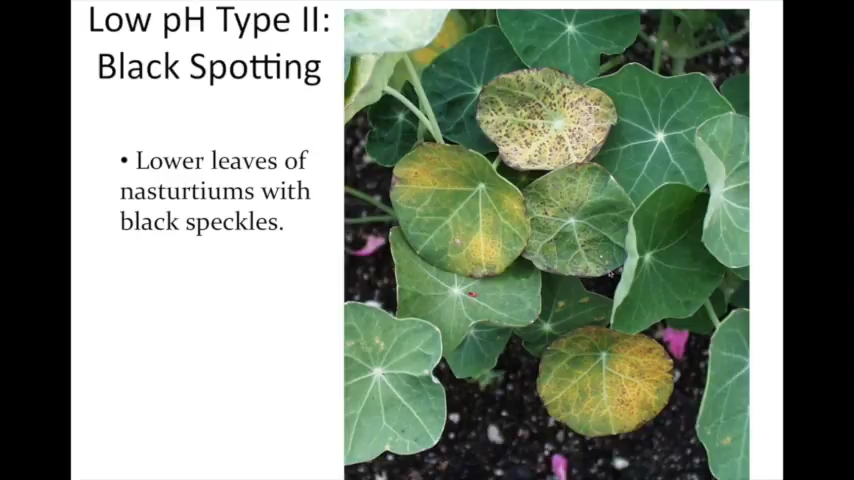 Low pH Type II:
Black Spotting
• Lower leaves of
nasturtiums with
black speckles.